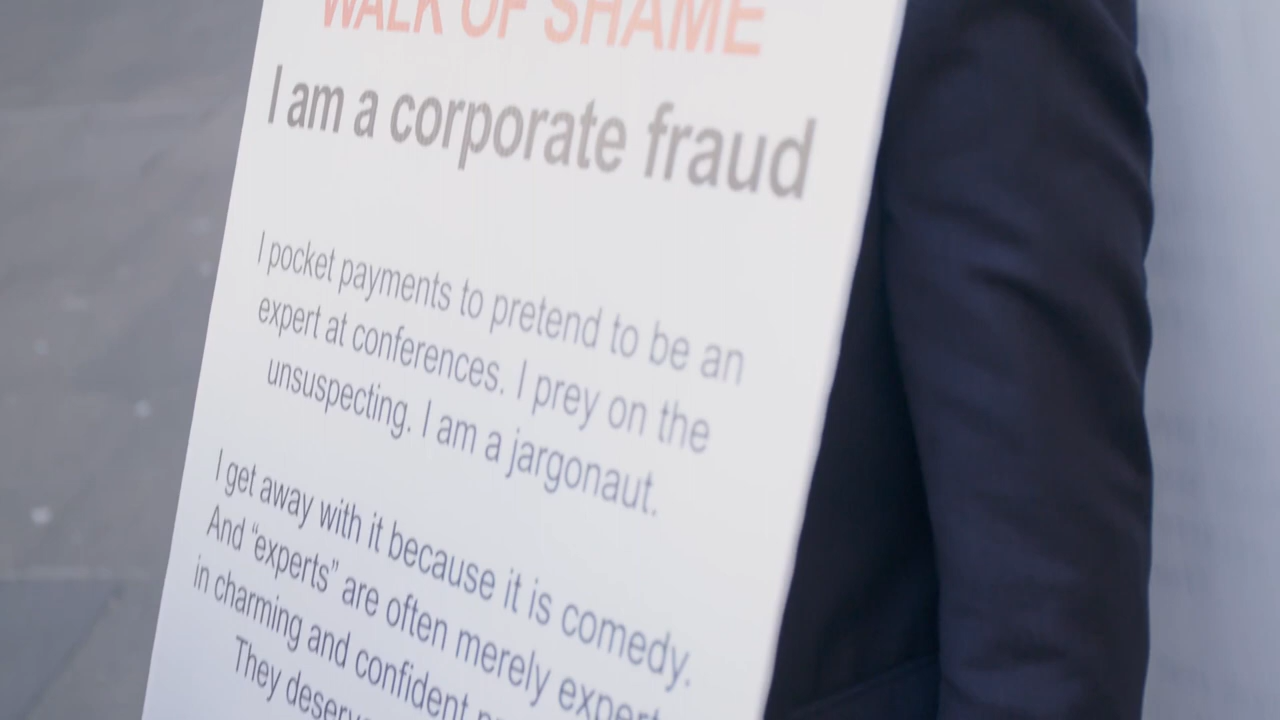 WALK OF SHAME
I am a corporate fraud
I pocket payments to pretend to be an
expert at conferences. I prey on the
unsuspecting. I am a jargonaut.
I get away with it because it is comedy.
And “experts” are often merely
in charming and confident
They